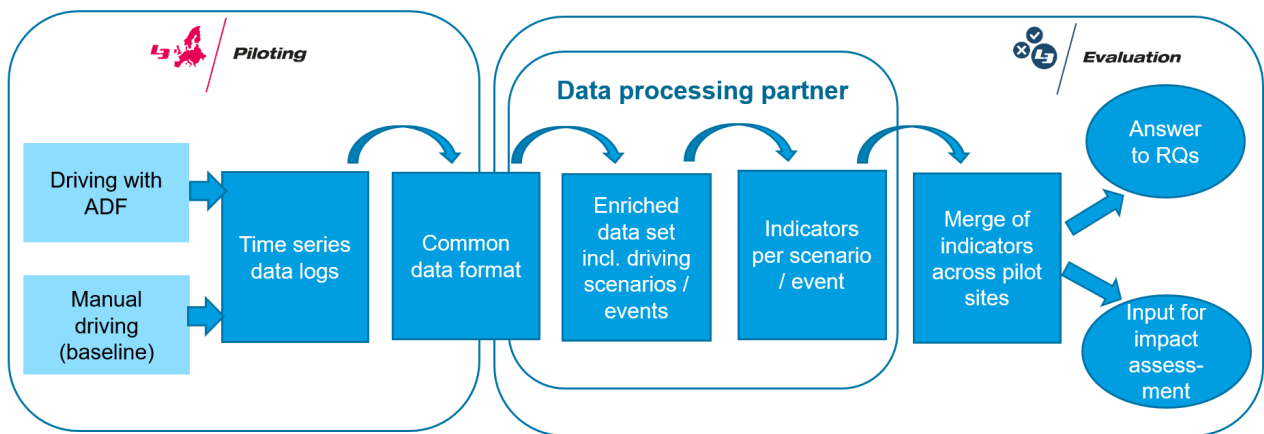 L3
Piloting
L3
Evaluation
Data processing partner
Driving with
ADF
Manual
driving
(baseline)
Time series
data logs
Common
data format
Enriched
data set
incl. driving
scenarios /
events
Indicators
per scenario
/ event
Merge of
indicators
across pilot
sites
Answer
to RQs
Input for
impact
assess-
ment